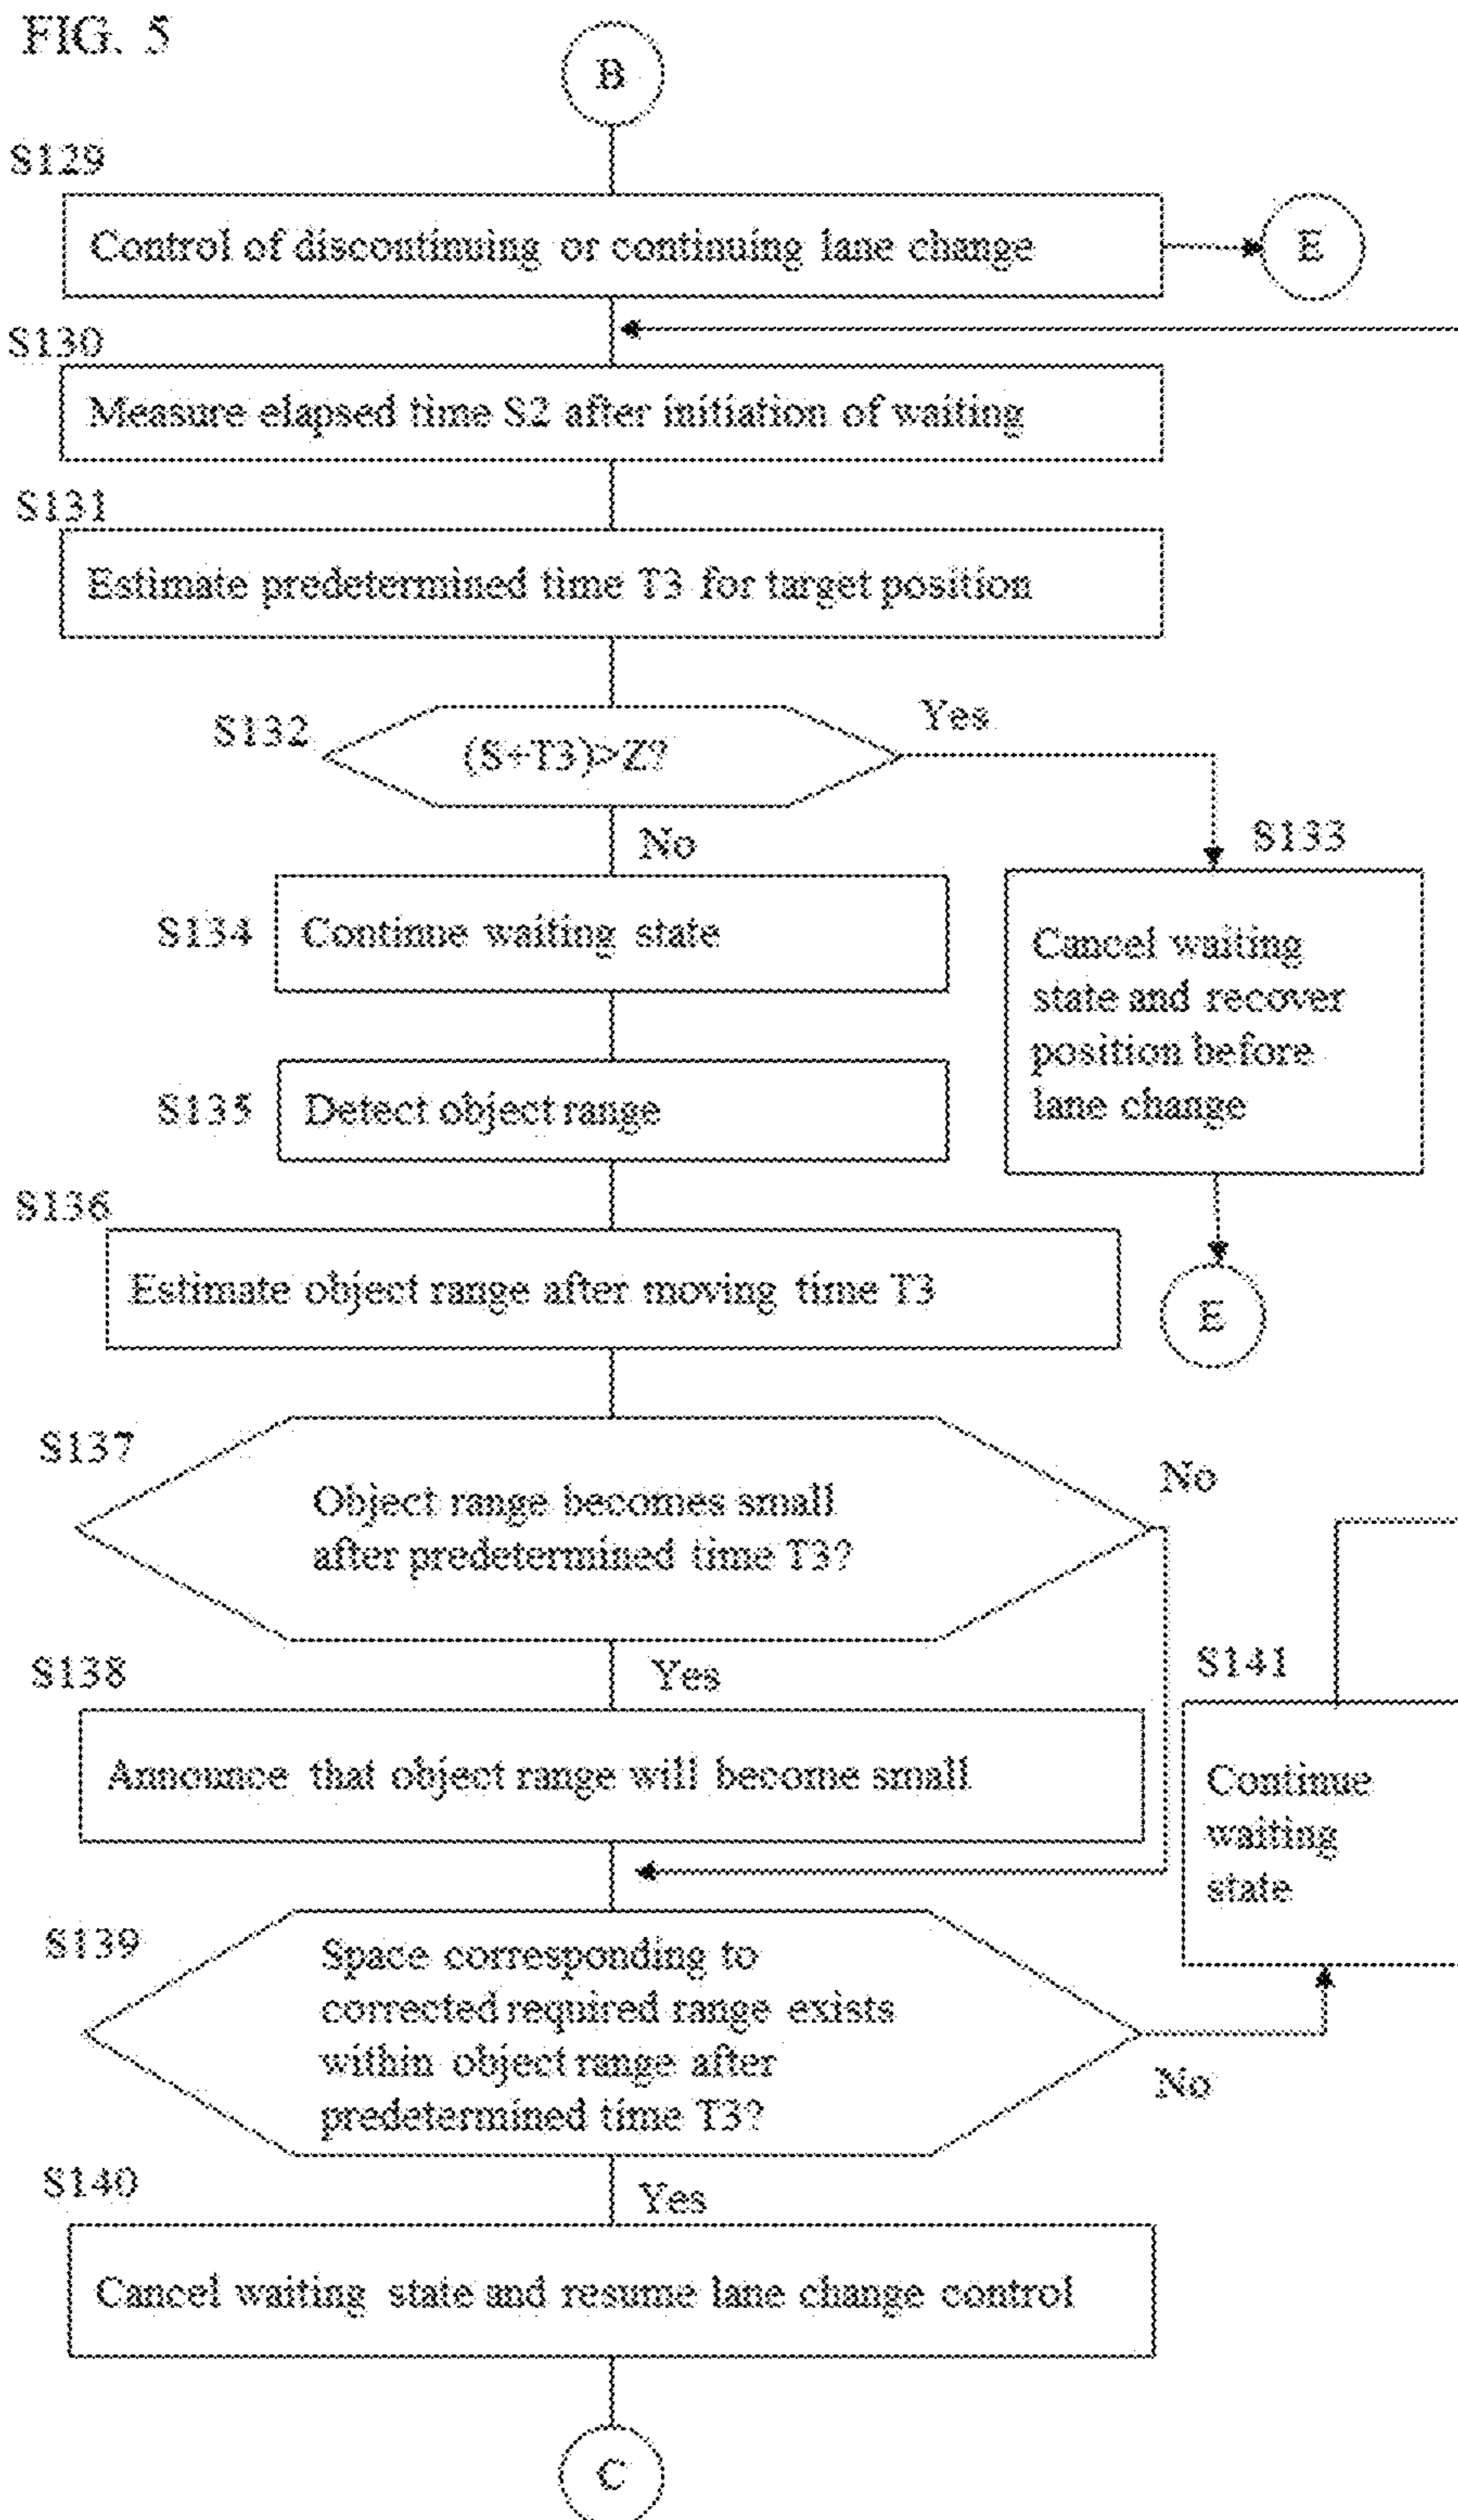 FIG. 5
B
S129
Control of discontinuing or continuing lane change
E
S130
Measure elapsed time S2 after initiation of waiting
S131
Estimate predetermined time T3 for target position
S132
(S+T3)>Z?
Yes
No
S133
S134
Continue waiting state
Cancel waiting
state and recover
position before
lane change
S135
Detect object range
S136
Estimate object range after moving time T3
E
S137
Object range becomes small
after predetermined time T3?
No
S138
Yes
S141
Announce that object range will become small
Continue
waiting
state
S139
Space corresponding to
corrected required range exists
within object range after
predetermined time T3?
No
S140
Yes
Cancel waiting state and resume lane change control
C